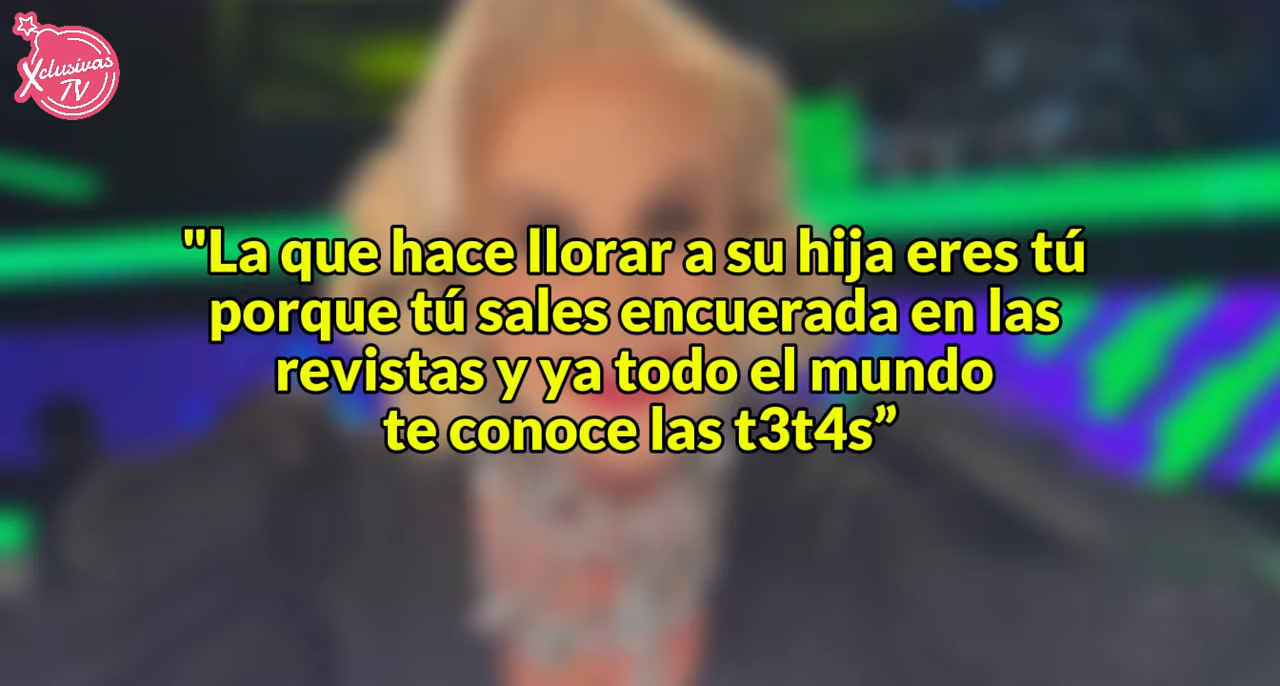 Xclusivas
TV
"La que hace llorar a su hija eres tú
porque tú sales encuerada en las
revistas y ya todo el mundo
te conoce las t3t4s”